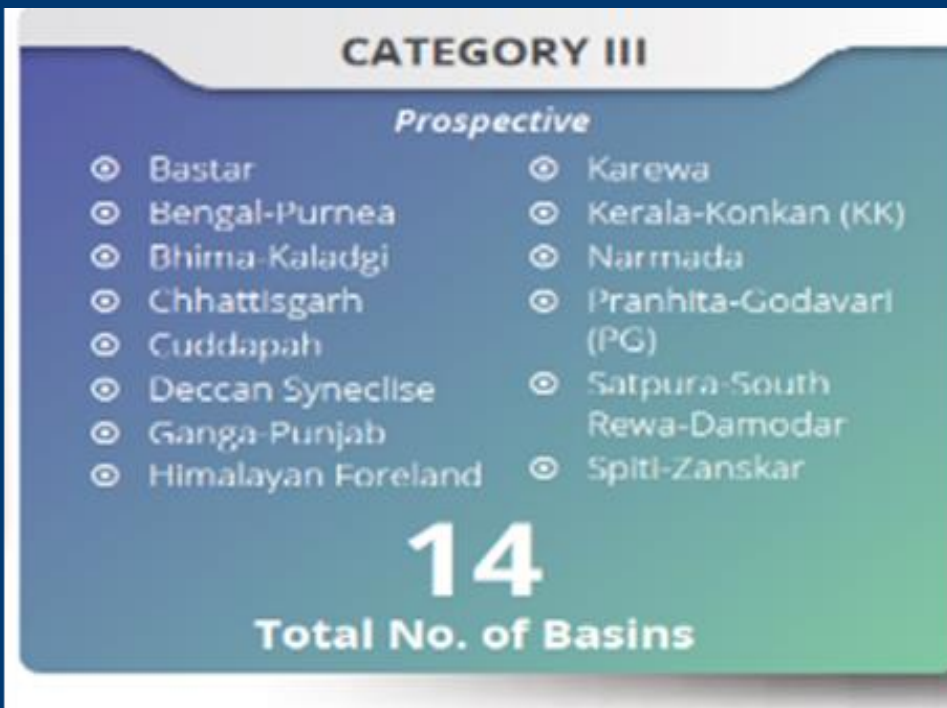 CATEGORY III
Prospective
Bastar
Bengal-Purnea
Bhima-Kaladgi
Chhattisgarh
Cuddapah
Deccan Syneclise
Ganga-Punjab
Himalayan Foreland
Karewa
Kerala-Konkan (KK)
Narmada
Pranhita-Godavari
(PG)
Satpura-South
Rewa-Damodar
Spiti-Zanskar
14
Total No. of Basins